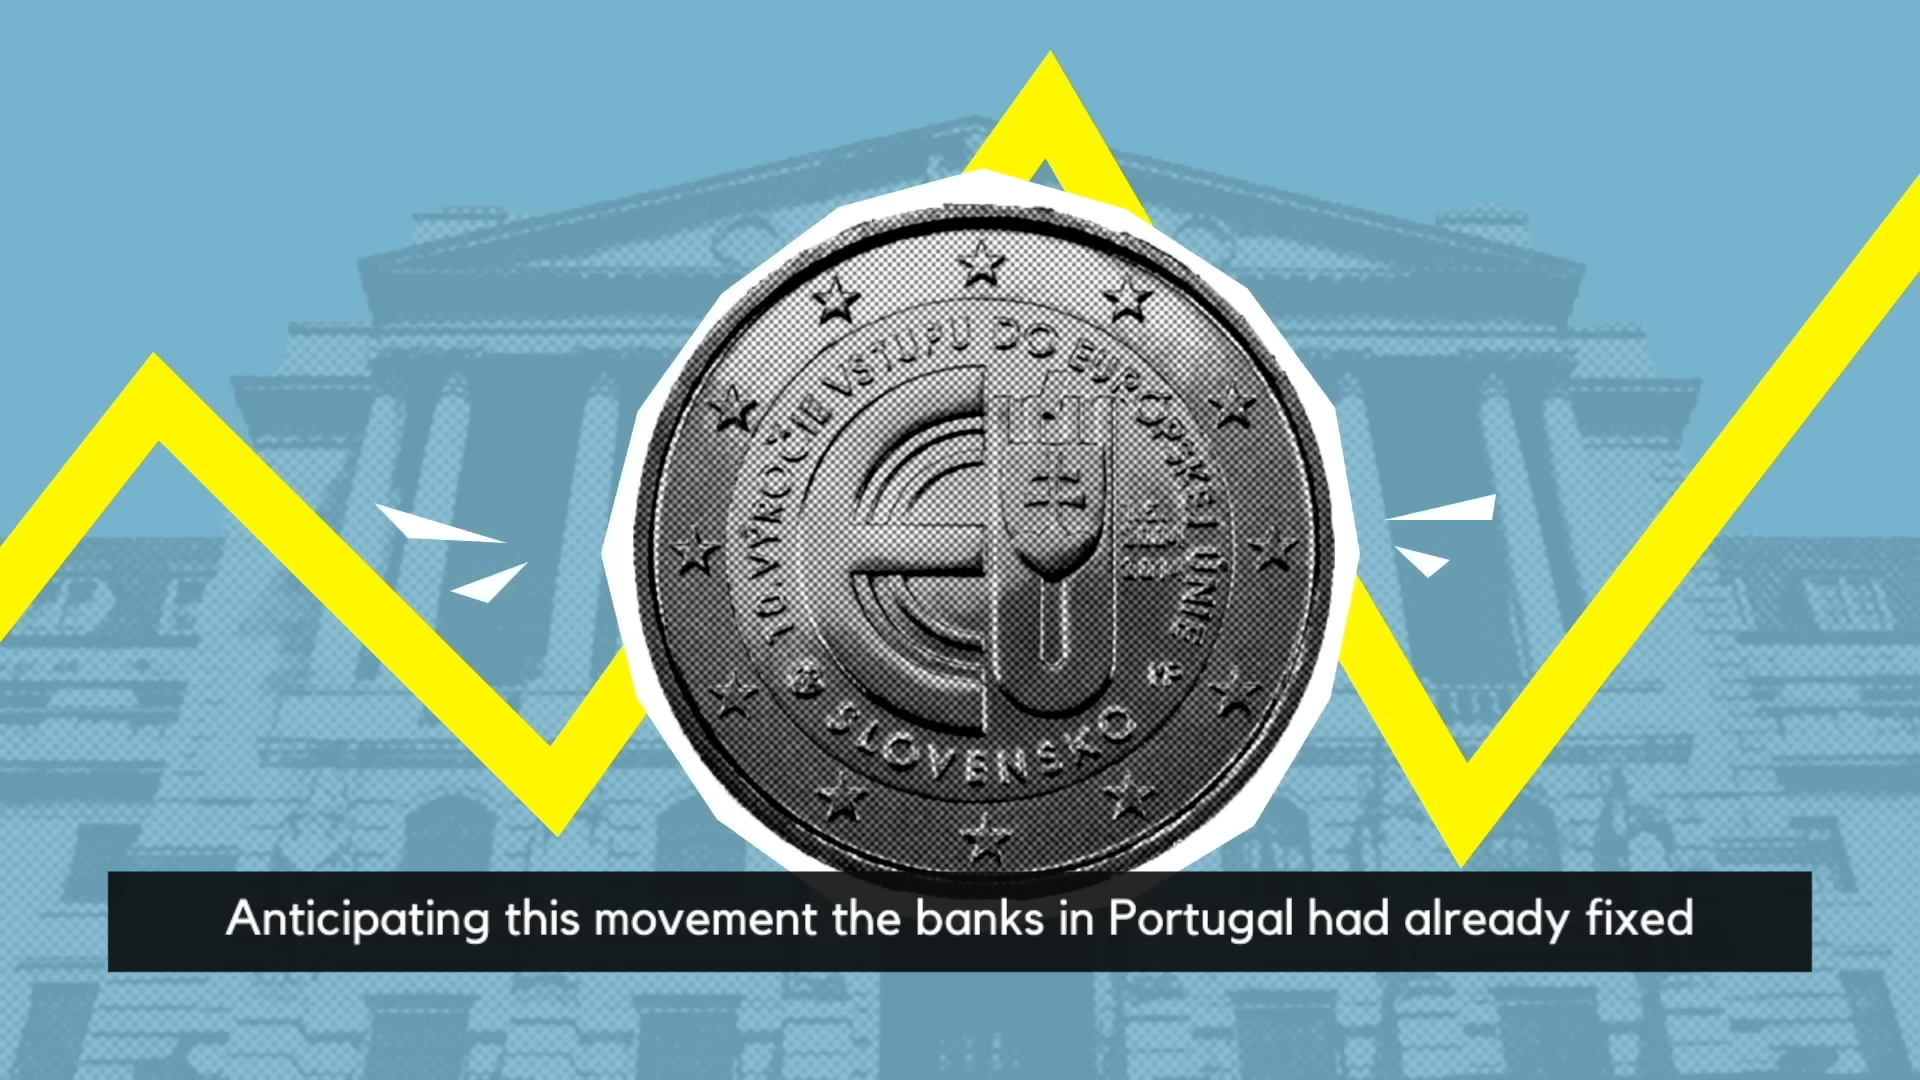 10. VÝROČIE VSTUPU DO EURÓPSKEJ ÚNIE
SLOVENSKO
Anticipating this movement the banks in Portugal had already fixed